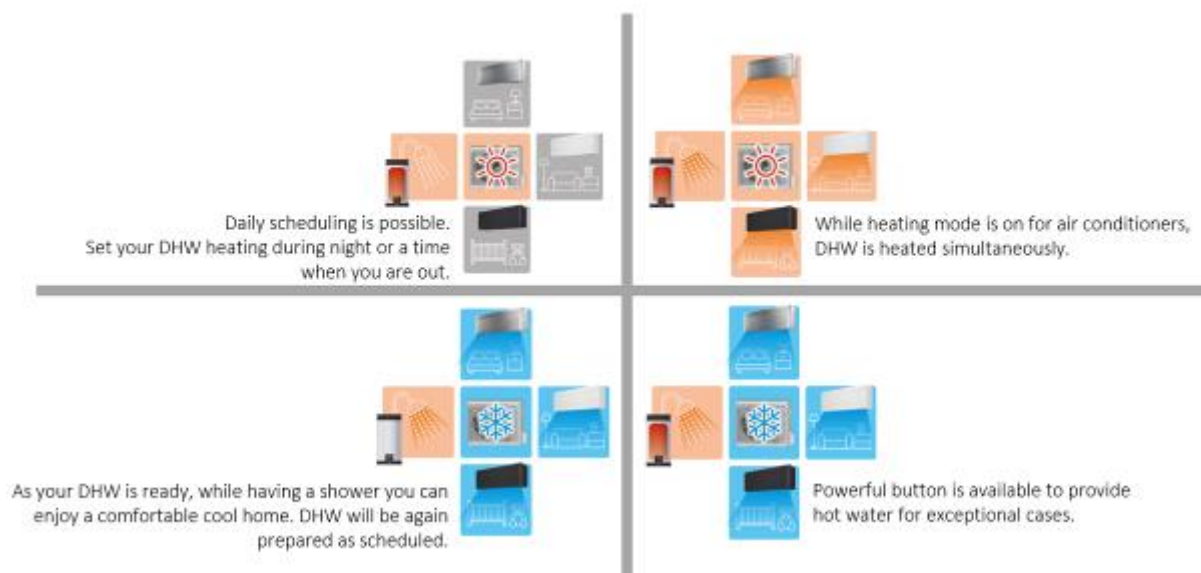 Daily scheduling is possible.
Set your DHW heating during night or a time
when you are out.
While heating mode is on for air conditioners,
DHW is heated simultaneously.
As your DHW is ready, while having a shower you can
enjoy a comfortable cool home. DHW will be again
prepared as scheduled.
Powerful button is available to provide
hot water for exceptional cases.